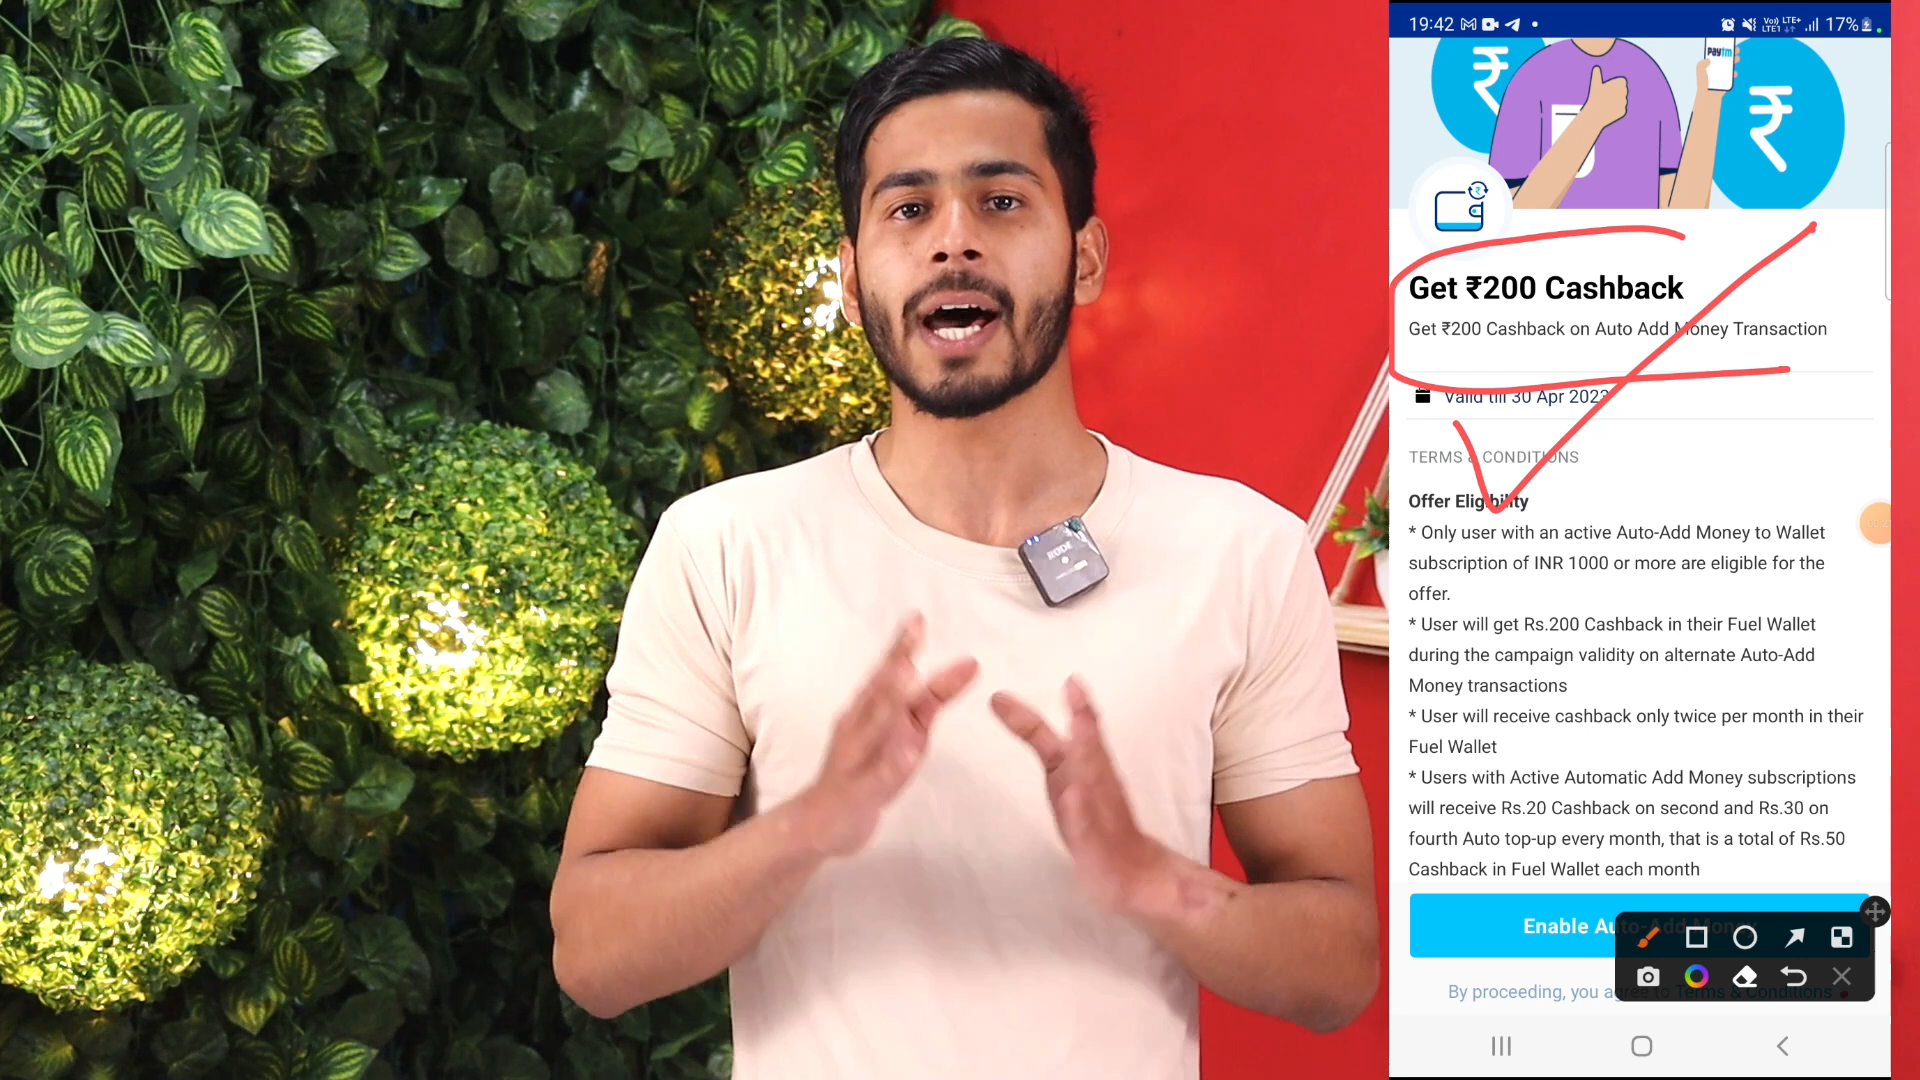 19:42
Vo)) LTE+
LTE1
17%
paytm
Get ₹200 Cashback
Get ₹200 Cashback on Auto Add Money Transaction
Valid till 30 Apr 2023
TERMS & CONDITIONS
Offer Eligibility
* Only user with an active Auto-Add Money to Wallet
subscription of INR 1000 or more are eligible for the
offer.
* User will get Rs.200 Cashback in their Fuel Wallet
during the campaign validity on alternate Auto-Add
Money transactions
* User will receive cashback only twice per month in their
Fuel Wallet
* Users with Active Automatic Add Money subscriptions
will receive Rs.20 Cashback on second and Rs.30 on
fourth Auto top-up every month, that is a total of Rs.50
Cashback in Fuel Wallet each month
Enable Auto-Add Money
By proceeding, you agree to Terms & Conditions
RØDE